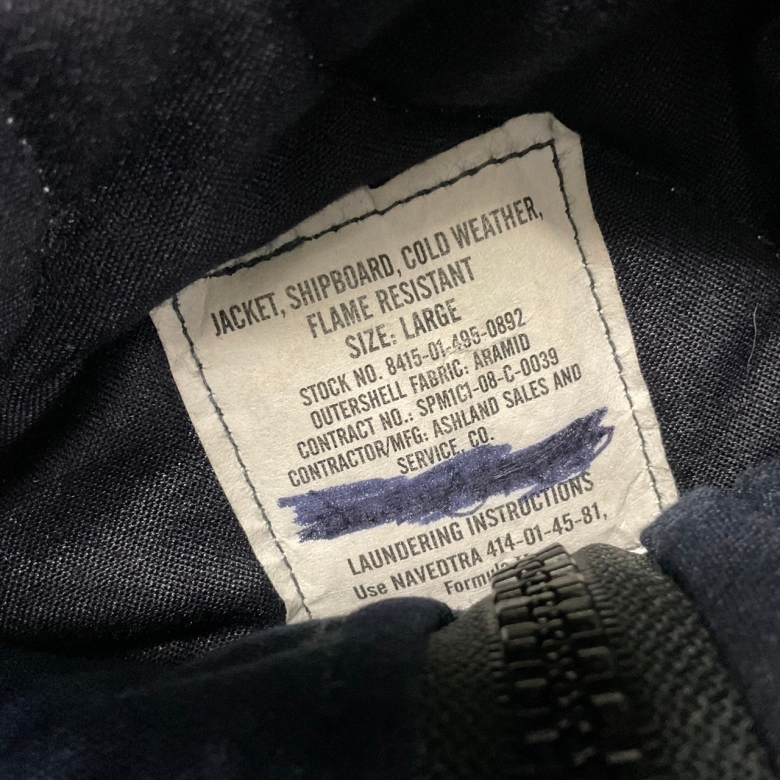 JACKET, SHIPBOARD, COLD WEATHER,
FLAME RESISTANT
SIZE: LARGE
STOCK NO. 8415-01-495-0892
OUTERSHELL FABRIC: ARAMID
CONTRACT NO.: SPM1C1-08-C-0039
CONTRACTOR/MFG: ASHLAND SALES AND
SERVICE, CO.
LAUNDERING INSTRUCTIONS
Use NAVEDTRA 414-01-45-81,
Formula